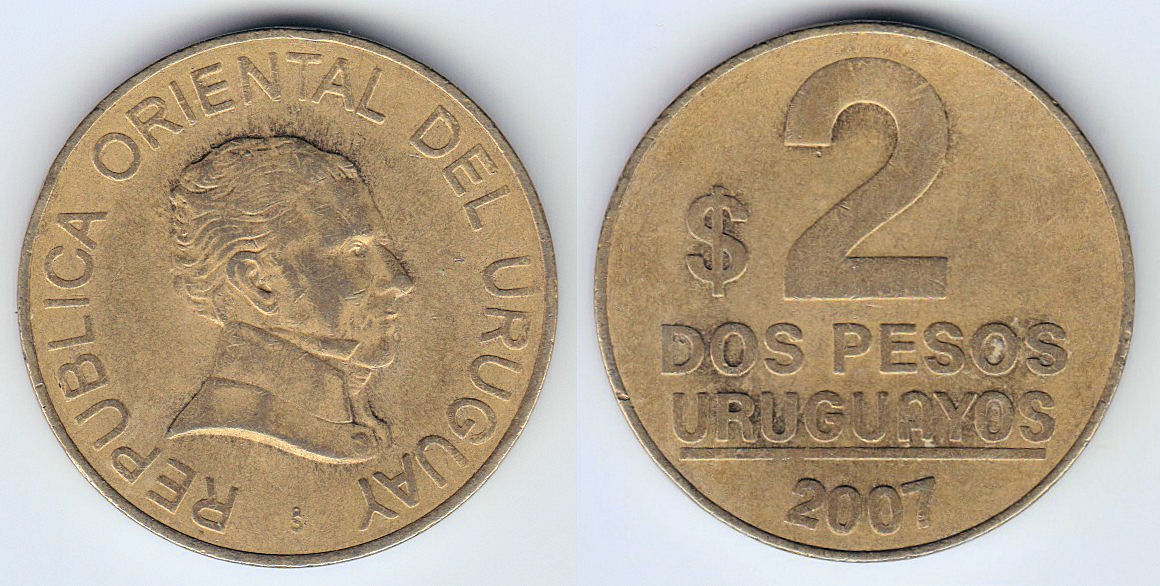 REPUBLICA ORIENTAL DEL URUGUAY
$ 2
DOS PESOS
URUGUAYOS
2007